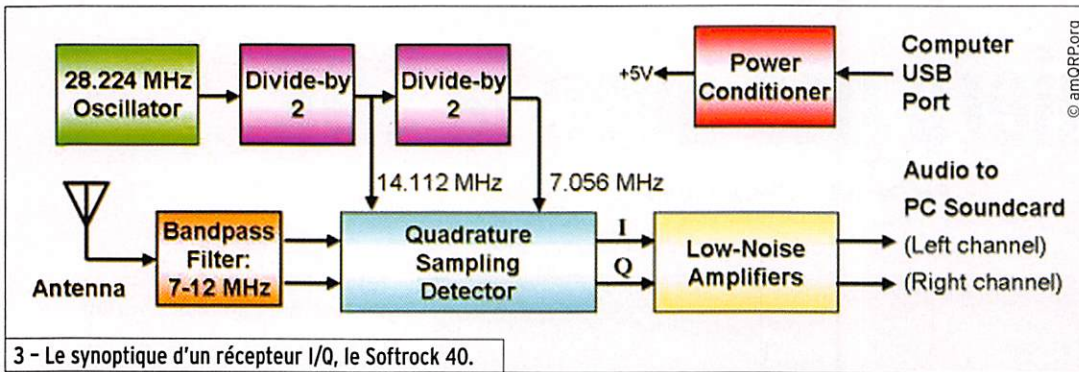 28.224 MHz
Oscillator
Divide-by
2
Divide-by
2
+5V
Power
Conditioner
Computer
USB
Port
© amQRP.org
14.112 MHz
7.056 MHz
Antenna
Bandpass
Filter:
7-12 MHz
Quadrature
Sampling
Detector
I
Q
Low-Noise
Amplifiers
Audio to
PC Soundcard
(Left channel)
(Right channel)
3 - Le synoptique d'un récepteur I/Q, le Softrock 40.